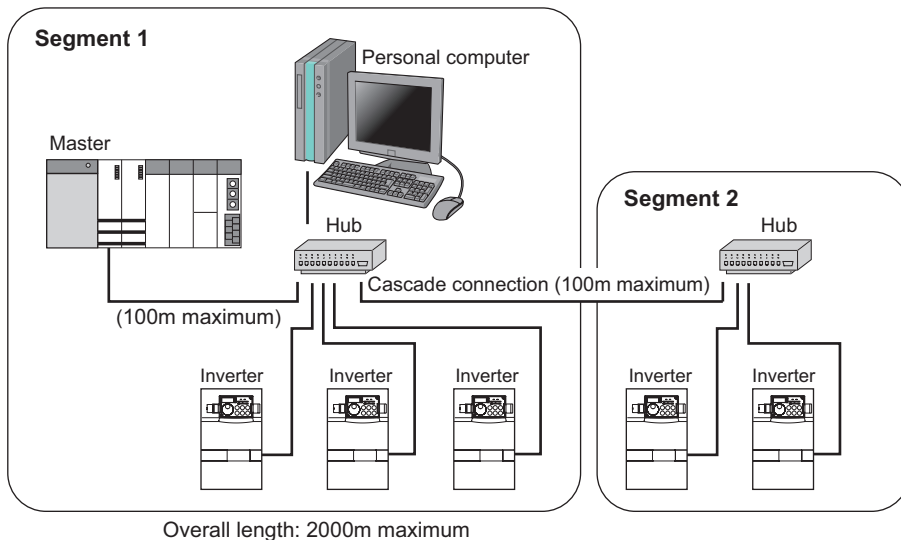 Segment 1
Personal computer
Master
Segment 2
Hub
Hub
Cascade connection (100m maximum)
(100m maximum)
Inverter
Inverter
Inverter
Inverter
Inverter
Overall length: 2000m maximum